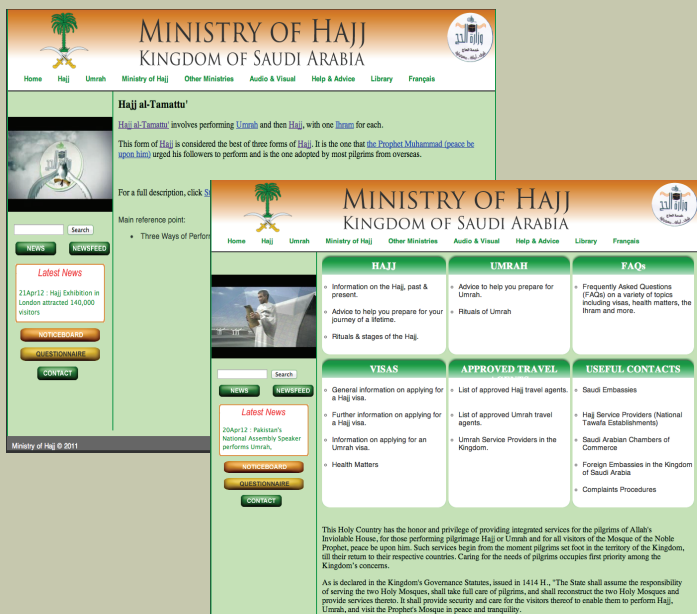 MINISTRY OF HAJJ
KINGDOM OF SAUDI ARABIA
وزارة الحج
Home Hajj Umrah Ministry of Hajj Other Ministries Audio & Visual Help & Advice Library Français
Hajj al-Tamattu'
Hajj al-Tamattu' involves performing Umrah and then Hajj, with one Ihram for each.
This form of Hajj is considered the best of three forms of Hajj. It is the one that the Prophet Muhammad (peace be
upon him) urged his followers to perform and is the one adopted by most pilgrims from overseas.
For a full description, click
Main reference point:
• Three Ways of Perfor
Search
NEWS NEWSFEED
Latest News
21Apr12 : Hajj Exhibition in
London attracted 140,000
visitors
NOTICEBOARD
QUESTIONNAIRE
CONTACT
Ministry of Hajj © 2011
MINISTRY OF HAJJ
KINGDOM OF SAUDI ARABIA
وزارة الحج
Home Hajj Umrah Ministry of Hajj Other Ministries Audio & Visual Help & Advice Library Français
Search
NEWS NEWSFEED
Latest News
20Apr12 : Pakistan's
National Assembly Speaker
performs Umrah,
NOTICEBOARD
QUESTIONNAIRE
CONTACT
HAJJ
Information on the Hajj, past &
present.
Advice to help you prepare for your
journey of a lifetime.
Rituals & stages of the Hajj.
UMRAH
Advice to help you prepare for
Umrah.
Rituals of Umrah
FAQs
Frequently Asked Questions
(FAQs) on a variety of topics
including visas, health matters, the
Ihram and more.
VISAS
General information on applying for
a Hajj visa.
Further information on applying for
a Hajj visa.
Information on applying for an
Umrah visa.
Health Matters
APPROVED TRAVEL
List of approved Hajj travel agents.
List of approved Umrah travel
agents.
Umrah Service Providers in the
Kingdom.
USEFUL CONTACTS
Saudi Embassies
Hajj Service Providers (National
Tawafa Establishments)
Saudi Arabian Chambers of
Commerce
Foreign Embassies in the Kingdom
of Saudi Arabia
Complaints Procedures
This Holy Country has the honor and privilege of providing integrated services for the pilgrims of Allah's
Inviolable House, for those performing pilgrimage Hajj or Umrah and for all visitors of the Mosque of the Noble
Prophet, peace be upon him. Such services begin from the moment pilgrims set foot in the territory of the Kingdom,
till their return to their respective countries. Caring for the needs of pilgrims occupies first priority among the
Kingdom's concerns.
As is declared in the Kingdom's Governance Statutes, issued in 1414 H., "The State shall assume the responsibility
of serving the two Holy Mosques, shall take full care of pilgrims, and shall reconstruct the two Holy Mosques and
provide services thereto. It shall provide security and care for the visitors thereof to enable them to perform Hajj,
Umrah, and visit the Prophet's Mosque in peace and tranquility.